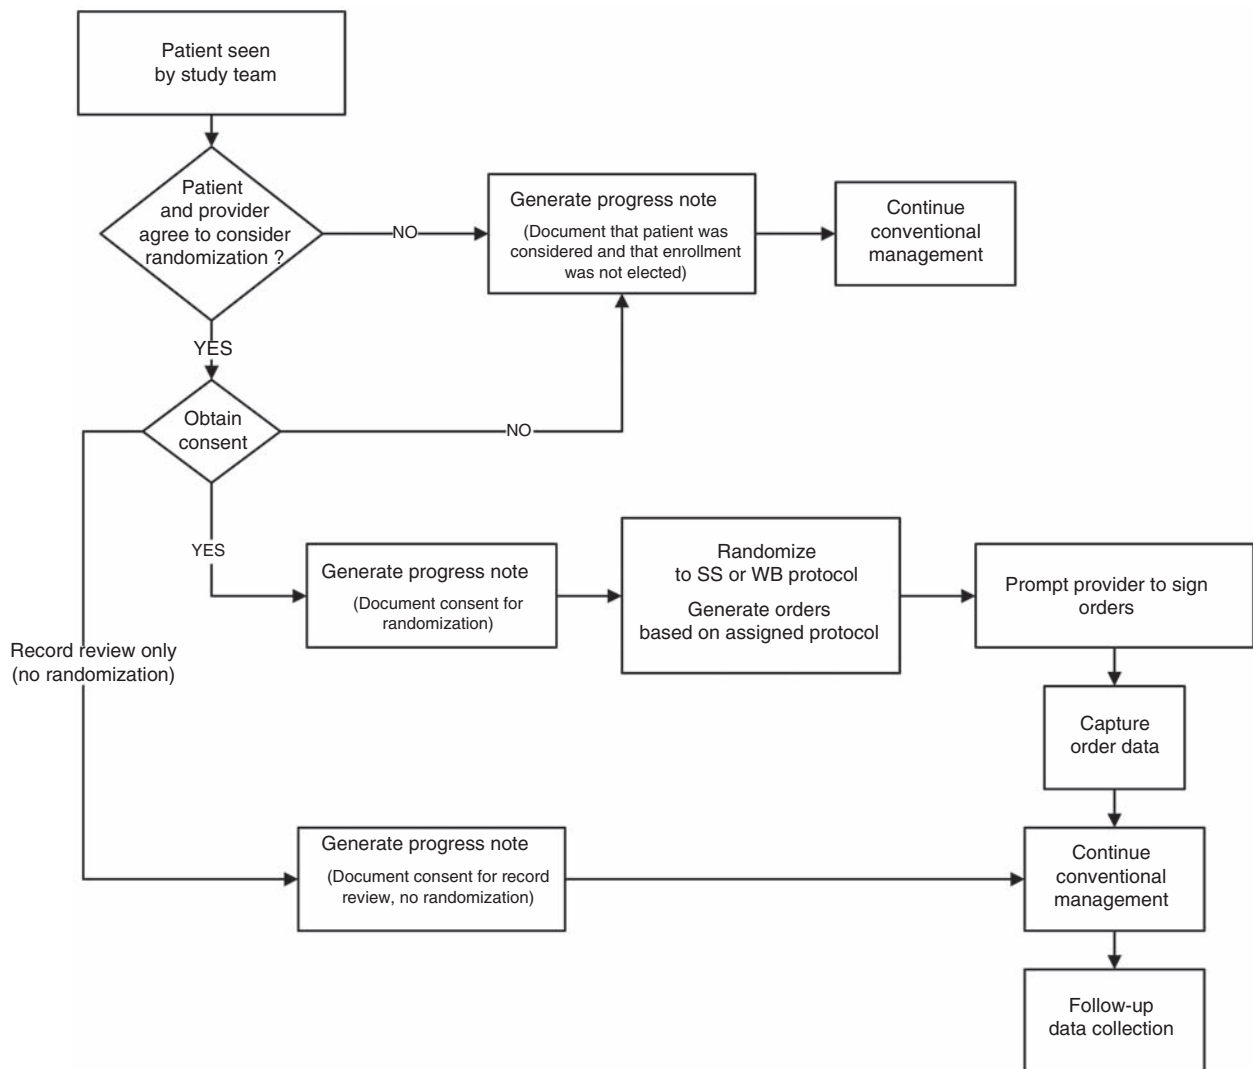 Patient seen
by study team
Patient
and provider
agree to consider
randomization ?
NO
Generate progress note
(Document that patient was
considered and that enrollment
was not elected)
Continue
conventional
management
YES
Obtain
consent
NO
YES
Generate progress note
(Document consent for
randomization)
Randomize
to SS or WB protocol
Generate orders
based on assigned protocol
Prompt provider to sign
orders
Record review only
(no randomization)
Capture
order data
Generate progress note
(Document consent for record
review, no randomization)
Continue
conventional
management
Follow-up
data collection